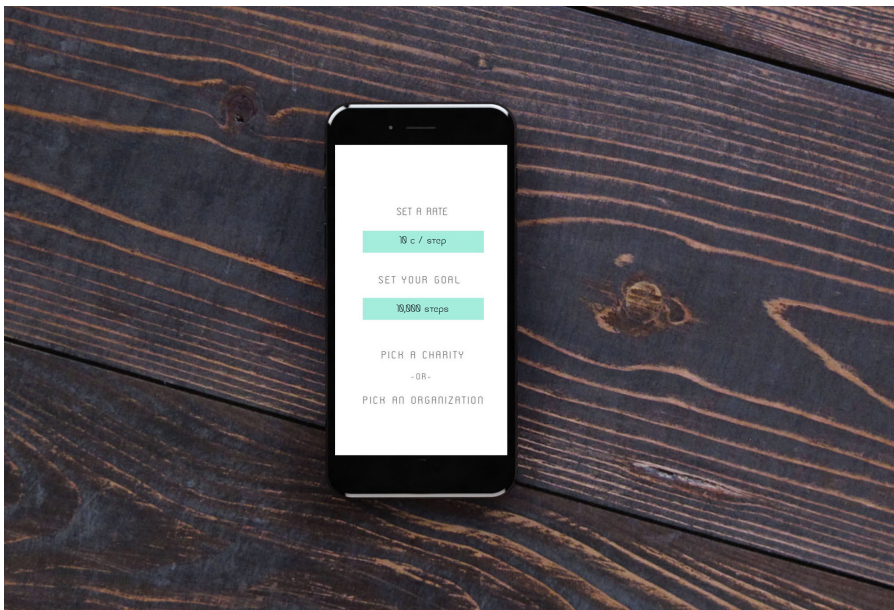 SET A RATE
10 c / step
SET YOUR GOAL
10,000 steps
PICK A CHARITY
-OR-
PICK AN ORGANIZATION